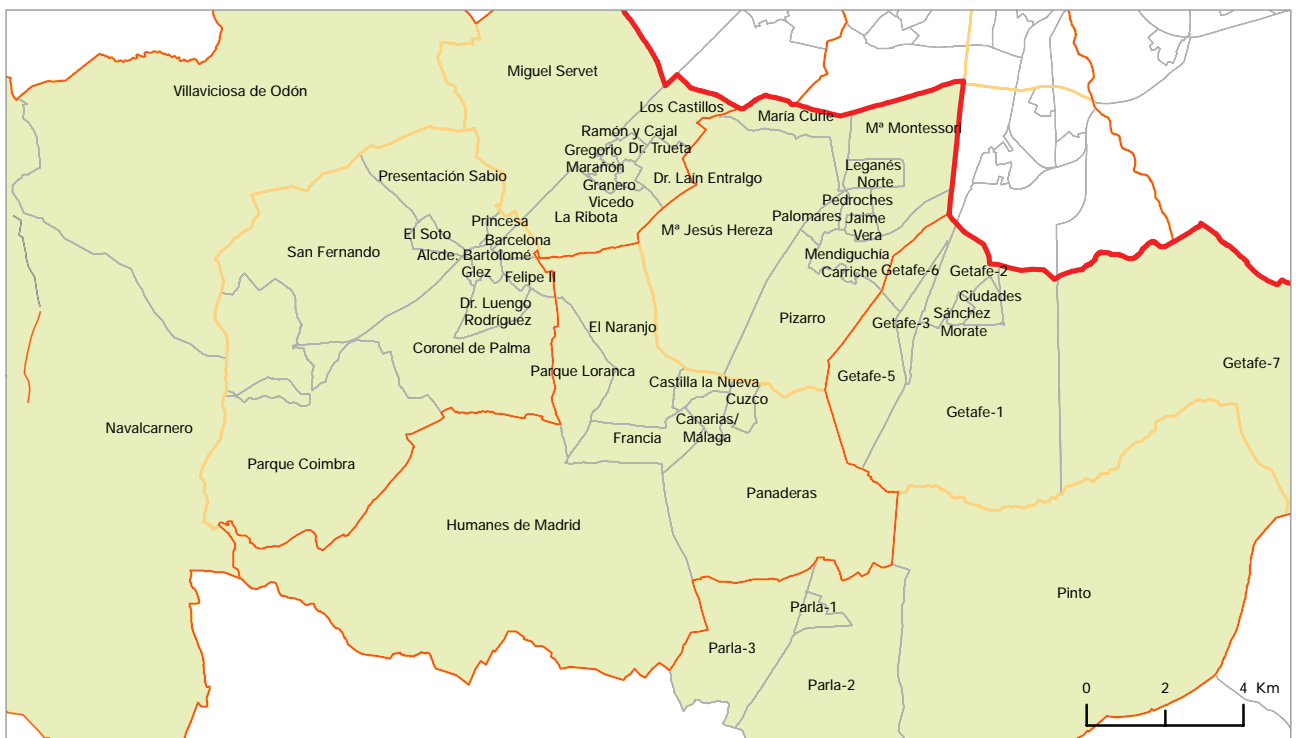 Miguel Servet
Villaviciosa de Odón
Los Castillos
María Curie
Mª Montessori
Ramón y Cajal
Gregorio
Marañón
Dr. Trueta
Leganés
Norte
Presentación Sabio
Dr. Laín Entralgo
Granero
Vicedo
La Ribota
Pedroches
Palomares
Jaime
Vera
Princesa
Mª Jesús Hereza
El Soto
Barcelona
San Fernando
Alcde. Bartolomé
Glez
Felipe II
Mendiguchía
Carriche
Getafe-6
Getafe-2
Dr. Luengo
Rodríguez
Ciudades
Sánchez
Morate
El Naranjo
Pizarro
Getafe-3
Coronel de Palma
Getafe-7
Parque Loranca
Castilla la Nueva
Getafe-5
Cuzco
Getafe-1
Navalcarnero
Canarias/
Málaga
Francia
Parque Coimbra
Panaderas
Humanes de Madrid
Pinto
Parla-1
Parla-3
Parla-2
0 2 4 Km